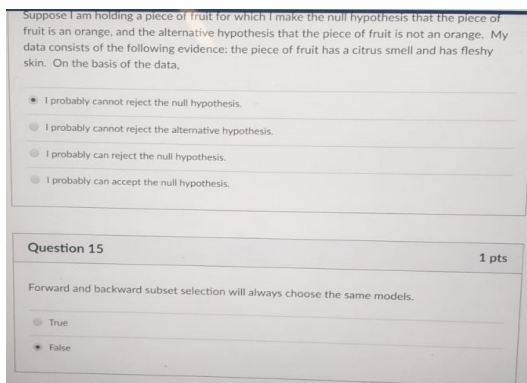 Suppose I am holding a piece of fruit for which I make the null hypothesis that the piece of
fruit is an orange, and the alternative hypothesis that the piece of fruit is not an orange. My
data consists of the following evidence: the piece of fruit has a citrus smell and has fleshy
skin. On the basis of the data,
I probably cannot reject the null hypothesis.
I probably cannot reject the alternative hypothesis.
I probably can reject the null hypothesis.
I probably can accept the null hypothesis.
Question 15
1 pts
Forward and backward subset selection will always choose the same models.
True
False